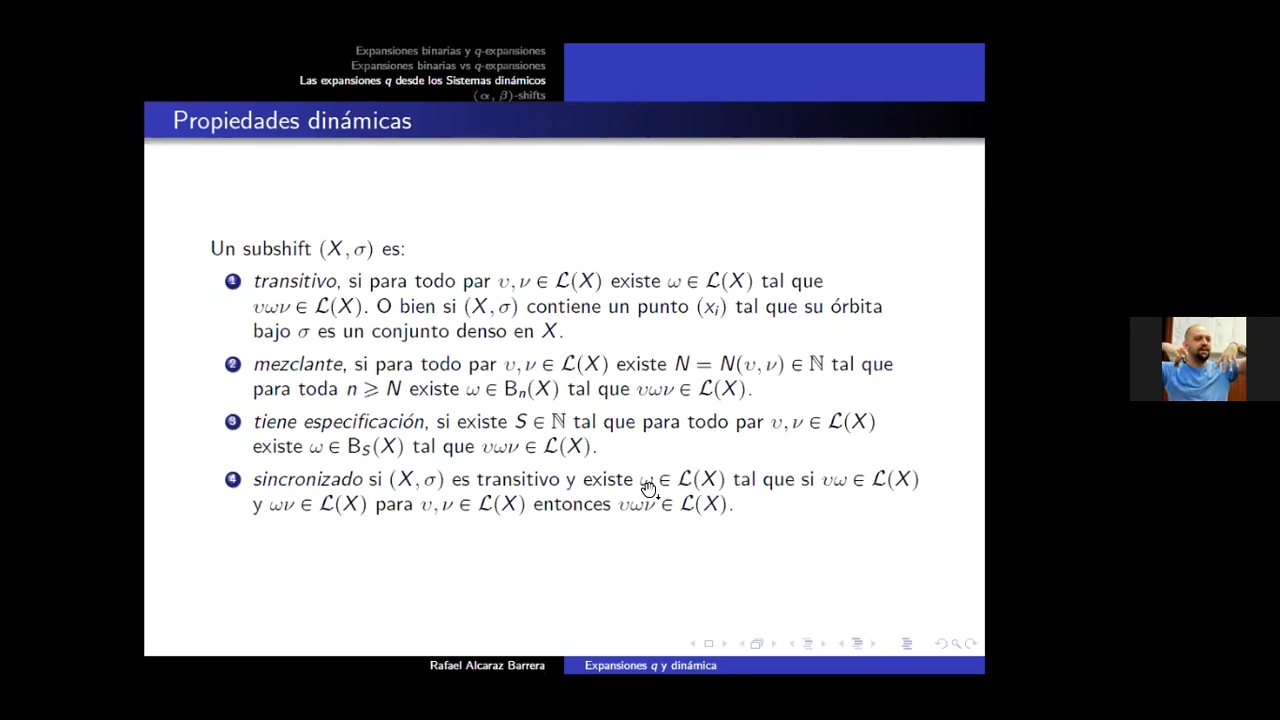 Expansiones binarias y q-expansiones
Expansiones binarias vs q-expansiones
Las expansiones q desde los Sistemas dinámicos
(α, β)-shifts
Propiedades dinámicas
Un subshift (X, σ) es:
1 transitivo, si para todo par υ, ν ∈ ℒ(X) existe ω ∈ ℒ(X) tal que
υων ∈ ℒ(X). O bien si (X, σ) contiene un punto (xᵢ) tal que su órbita
bajo σ es un conjunto denso en X.
2 mezclante, si para todo par υ, ν ∈ ℒ(X) existe N = N(υ, ν) ∈ ℕ tal que
para toda n ⩾ N existe ω ∈ Bₙ(X) tal que υων ∈ ℒ(X).
3 tiene especificación, si existe S ∈ ℕ tal que para todo par υ, ν ∈ ℒ(X)
existe ω ∈ B_S(X) tal que υων ∈ ℒ(X).
4 sincronizado si (X, σ) es transitivo y existe ω ∈ ℒ(X) tal que si υω ∈ ℒ(X)
y ων ∈ ℒ(X) para υ, ν ∈ ℒ(X) entonces υων ∈ ℒ(X).
Rafael Alcaraz Barrera
Expansiones q y dinámica